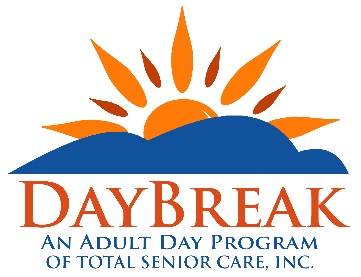 DAYBREAK
AN ADULT DAY PROGRAM
OF TOTAL SENIOR CARE, INC.